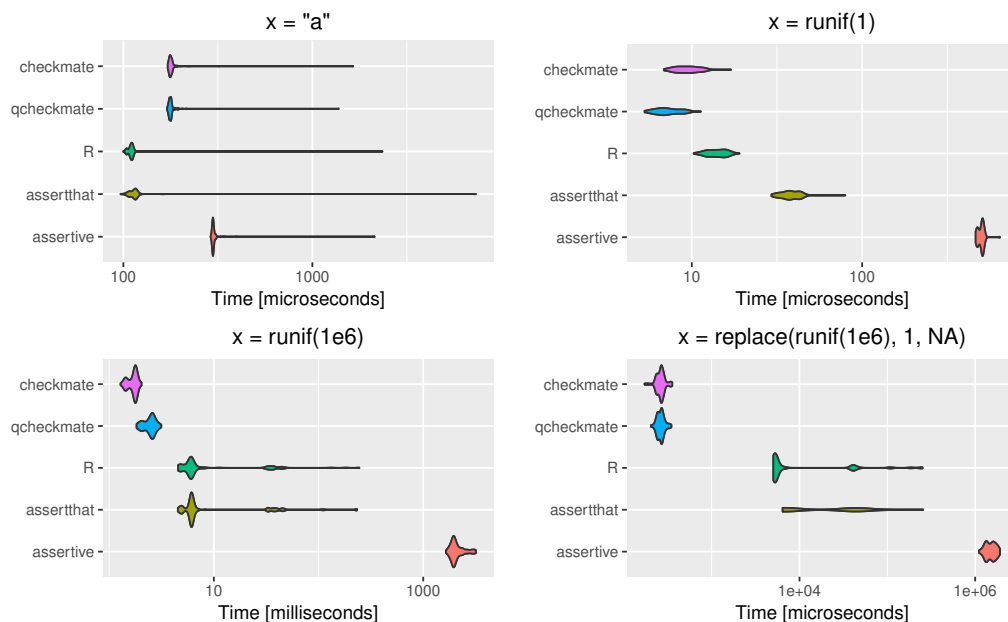 x = "a"
checkmate
qcheckmate
R
assertthat
assertive
100
1000
Time [microseconds]
x = runif(1)
checkmate
qcheckmate
R
assertthat
assertive
10
100
Time [microseconds]
x = runif(1e6)
checkmate
qcheckmate
R
assertthat
assertive
10
1000
Time [milliseconds]
x = replace(runif(1e6), 1, NA)
checkmate
qcheckmate
R
assertthat
assertive
1e+04
1e+06
Time [microseconds]